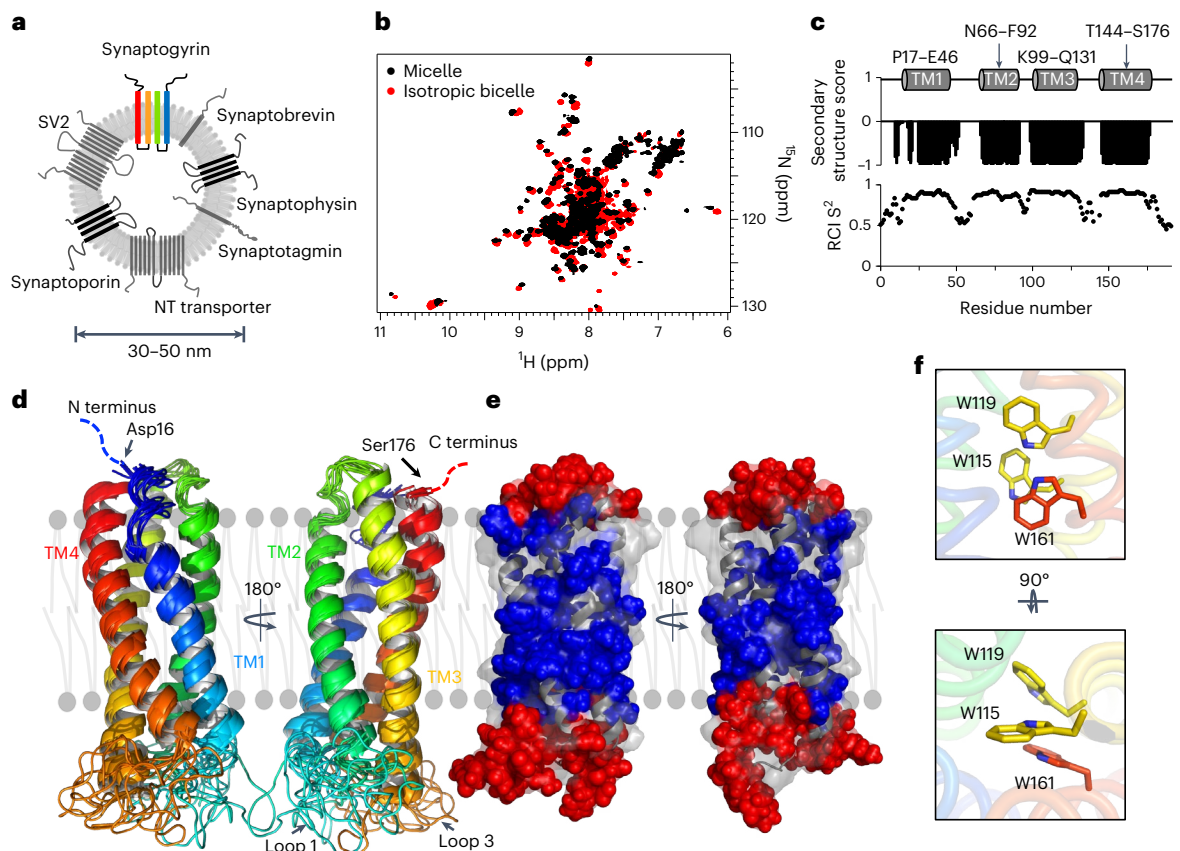 a
Synaptogyrin
SV2
Synaptobrevin
Synaptophysin
Synaptotagmin
Synaptoporin
NT transporter
30–50 nm
b
Micelle
Isotropic bicelle
110
120
130
¹⁵N (ppm)
11 10 9 8 7 6
¹H (ppm)
c
N66–F92 T144–S176
P17–E46 K99–Q131
TM1 TM2 TM3 TM4
Secondary
structure score
1
0
–1
RCI S²
1
0.5
0
0 50 100 150
Residue number
d
N terminus
Asp16
Ser176
C terminus
TM4
TM2
180°
TM1
TM3
Loop 1
Loop 3
e
180°
f
W119
W115
W161
90°
W119
W115
W161